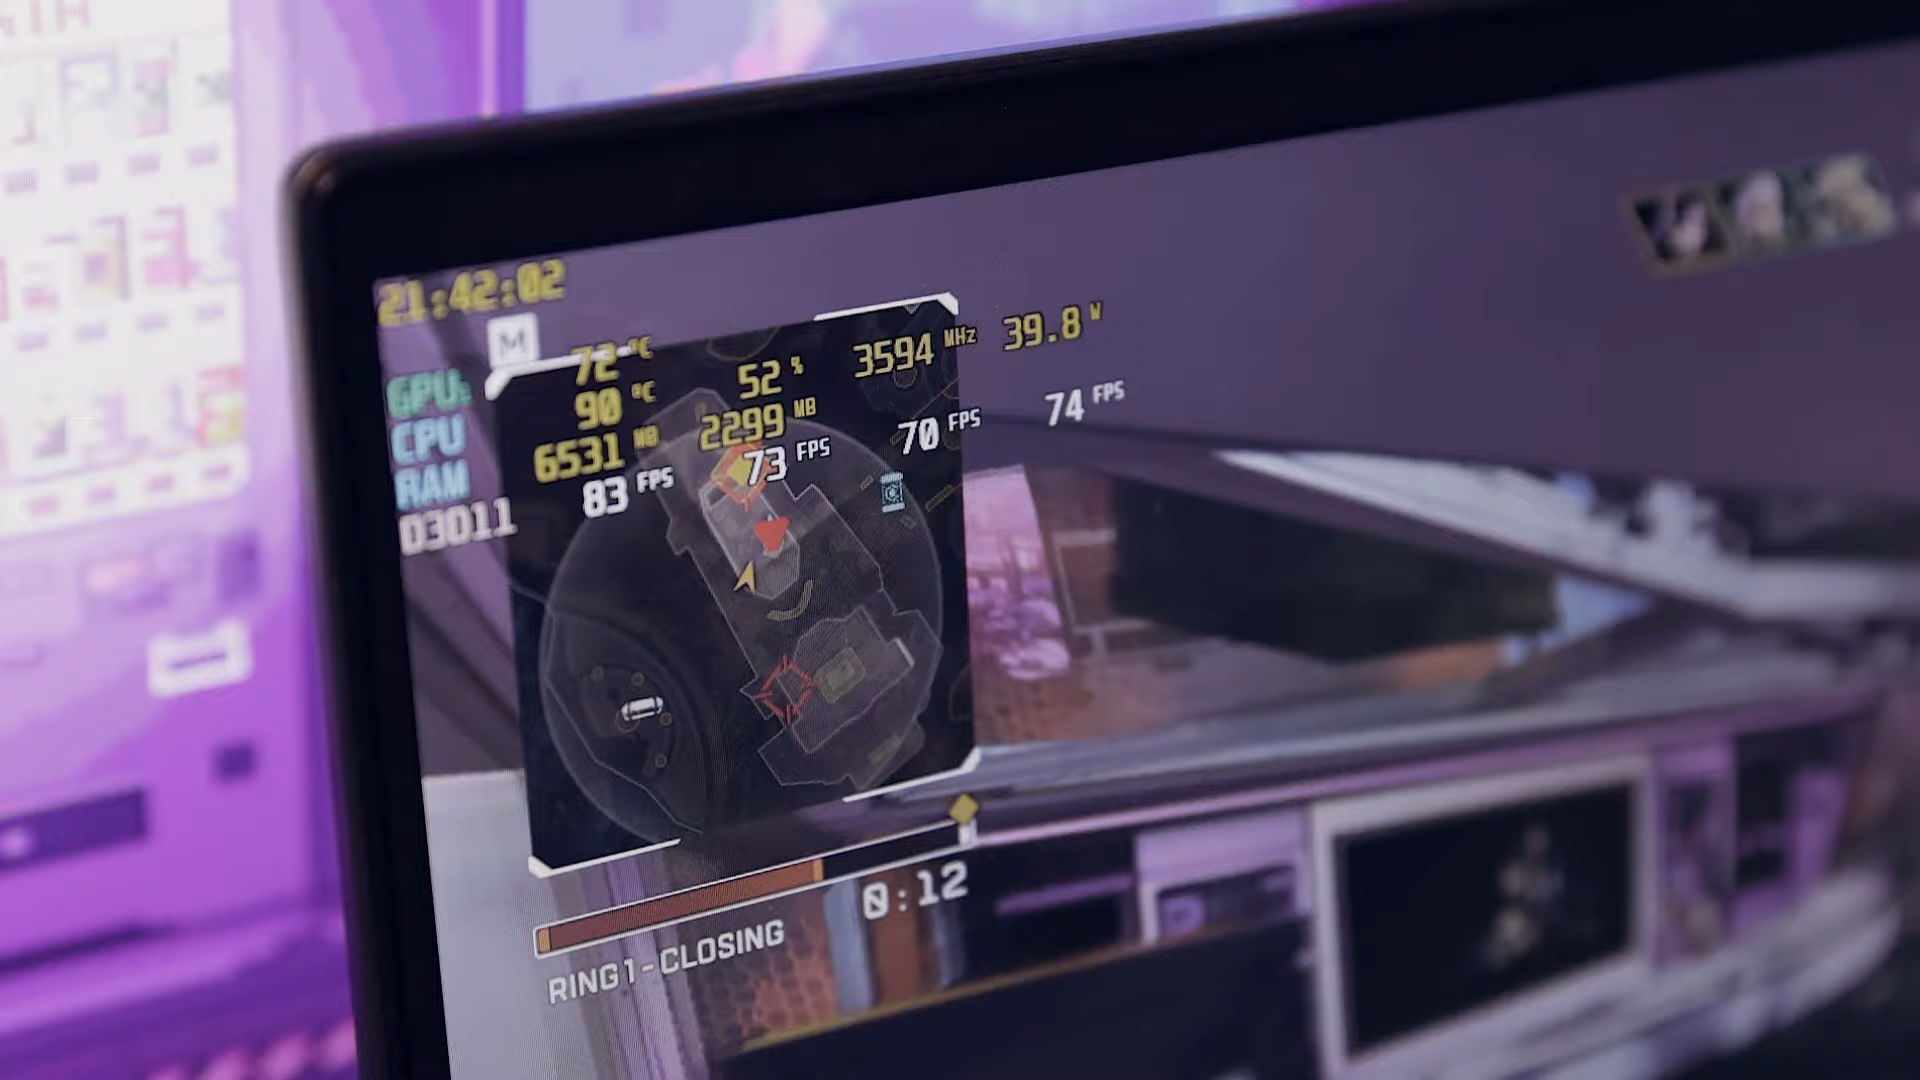 21:42:02
M
GPU: 72 °C
CPU 90 °C 52 % 3594 MHz 39.8 W
RAM 6531 MB 2299 MB
D3D11 83 FPS 73 FPS 70 FPS 74 FPS
0:12
RING 1 - CLOSING